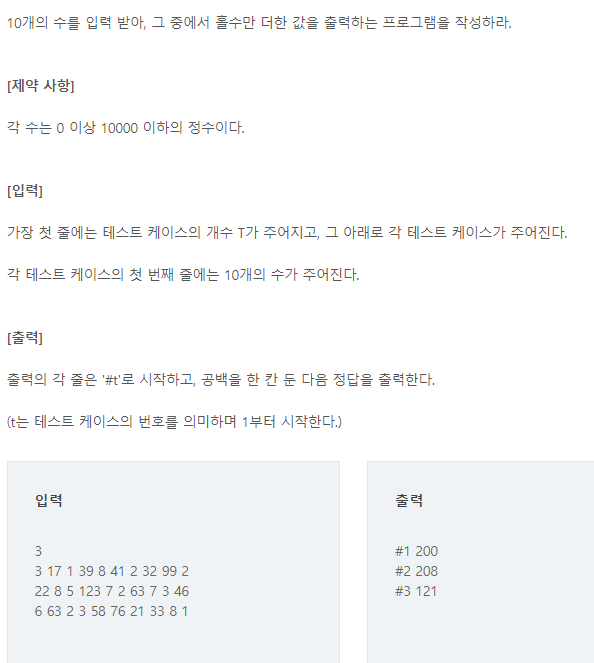 10개의 수를 입력 받아, 그 중에서 홀수만 더한 값을 출력하는 프로그램을 작성하라.
[제약 사항]
각 수는 0 이상 10000 이하의 정수이다.
[입력]
가장 첫 줄에는 테스트 케이스의 개수 T가 주어지고, 그 아래로 각 테스트 케이스가 주어진다.
각 테스트 케이스의 첫 번째 줄에는 10개의 수가 주어진다.
[출력]
출력의 각 줄은 '#t'로 시작하고, 공백을 한 칸 둔 다음 정답을 출력한다.
(t는 테스트 케이스의 번호를 의미하며 1부터 시작한다.)
입력
3
3 17 1 39 8 41 2 32 99 2
22 8 5 123 7 2 63 7 3 46
6 63 2 3 58 76 21 33 8 1
출력
#1 200
#2 208
#3 121